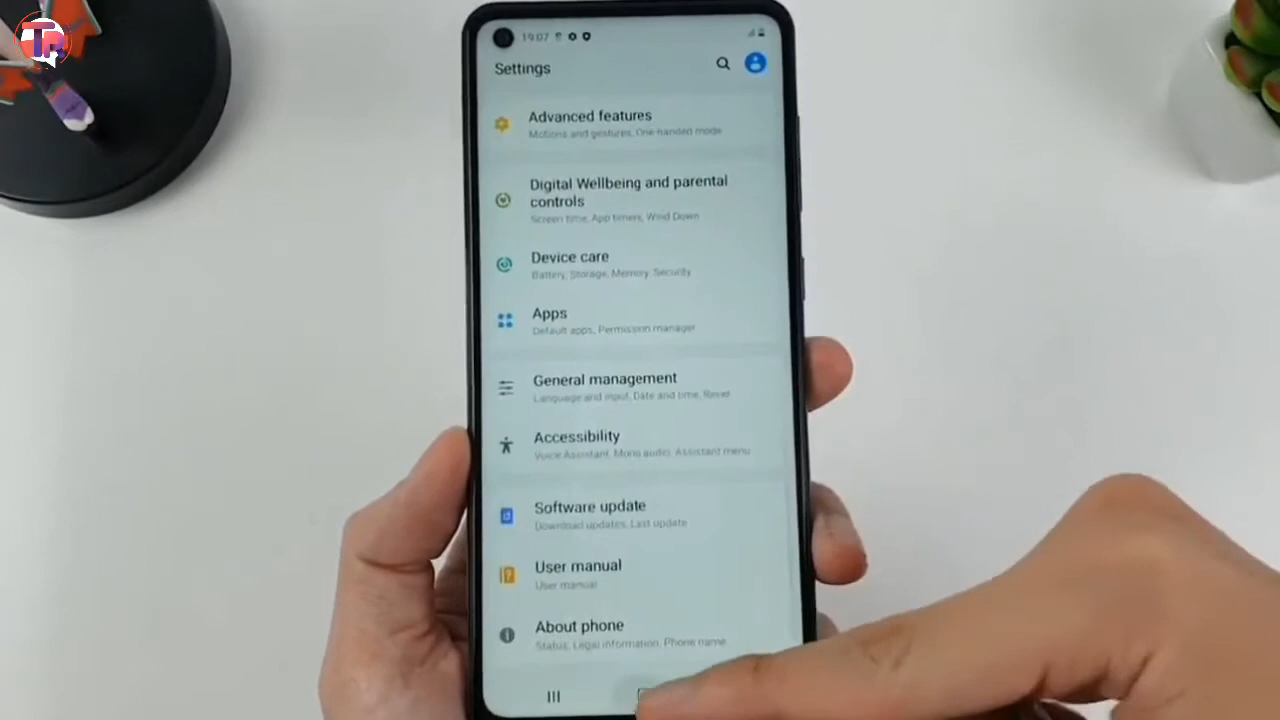 TR
19:07
Settings
Advanced features
Motions and gestures, One-handed mode
Digital Wellbeing and parental
controls
Screen time, App timers, Wind Down
Device care
Battery, Storage, Memory, Security
Apps
Default apps, Permission manager
General management
Language and input, Date and time, Reset
Accessibility
Voice Assistant, Mono audio, Assistant menu
Software update
Download updates, Last update
User manual
User manual
About phone
Status, Legal information, Phone name